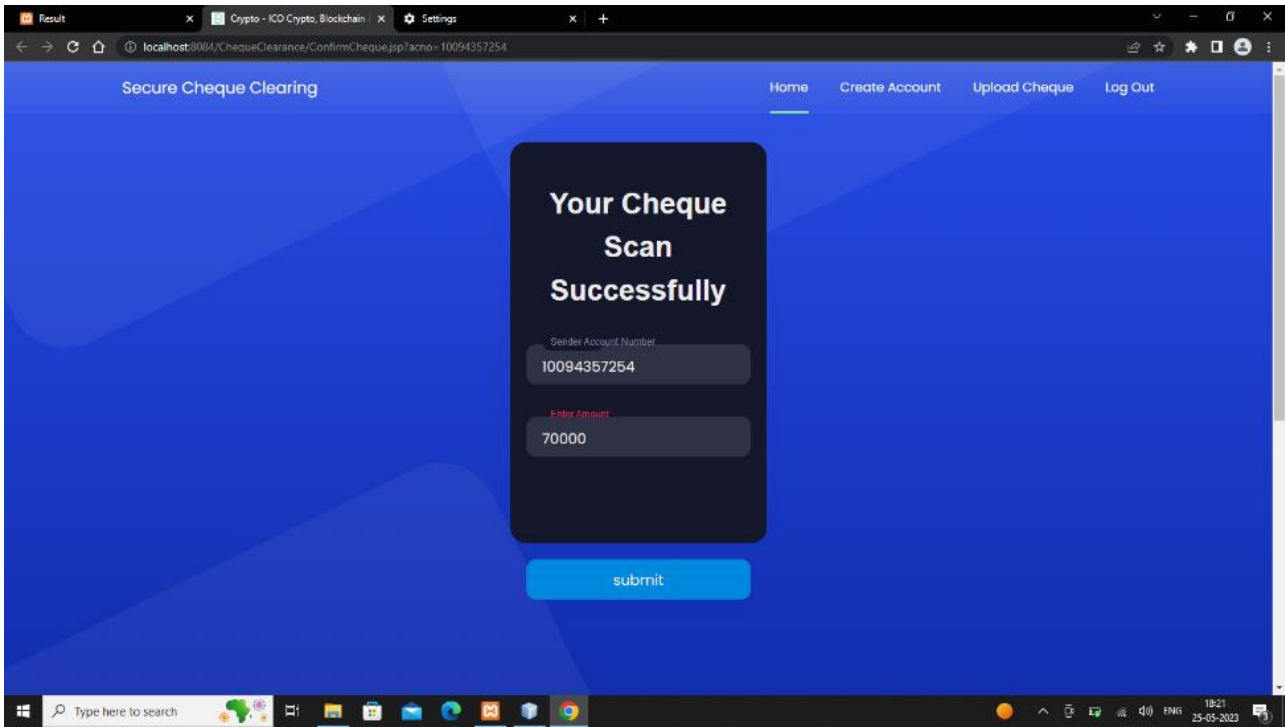 Result
Crypto - ICO Crypto, Blockchain
Settings
localhost:8084/ChequeClearance/ConfirmCheque.jsp?acno=10094357254
Secure Cheque Clearing
Home Create Account Upload Cheque Log Out
Your Cheque
Scan
Successfully
Sender Account Number
10094357254
Enter Amount
70000
submit
Type here to search
ENG
18:21
25-05-2023